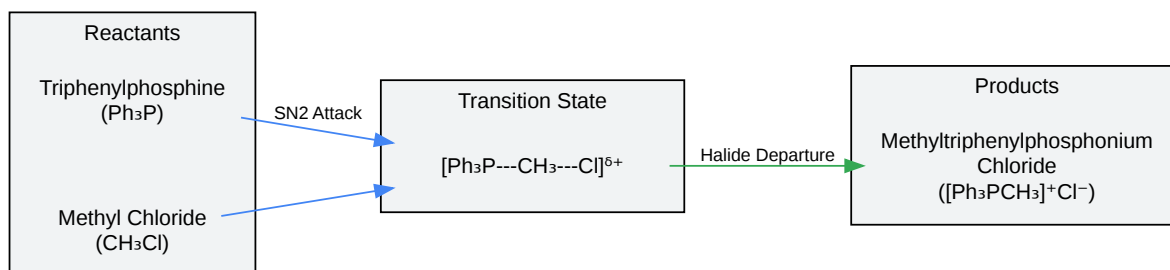 Reactants
Triphenylphosphine
(Ph₃P)
Methyl Chloride
(CH₃Cl)
SN2 Attack
Transition State
[Ph₃P---CH₃---Cl]ᵟ⁺
Halide Departure
Products
Methyltriphenylphosphonium
Chloride
([Ph₃PCH₃]⁺Cl⁻)